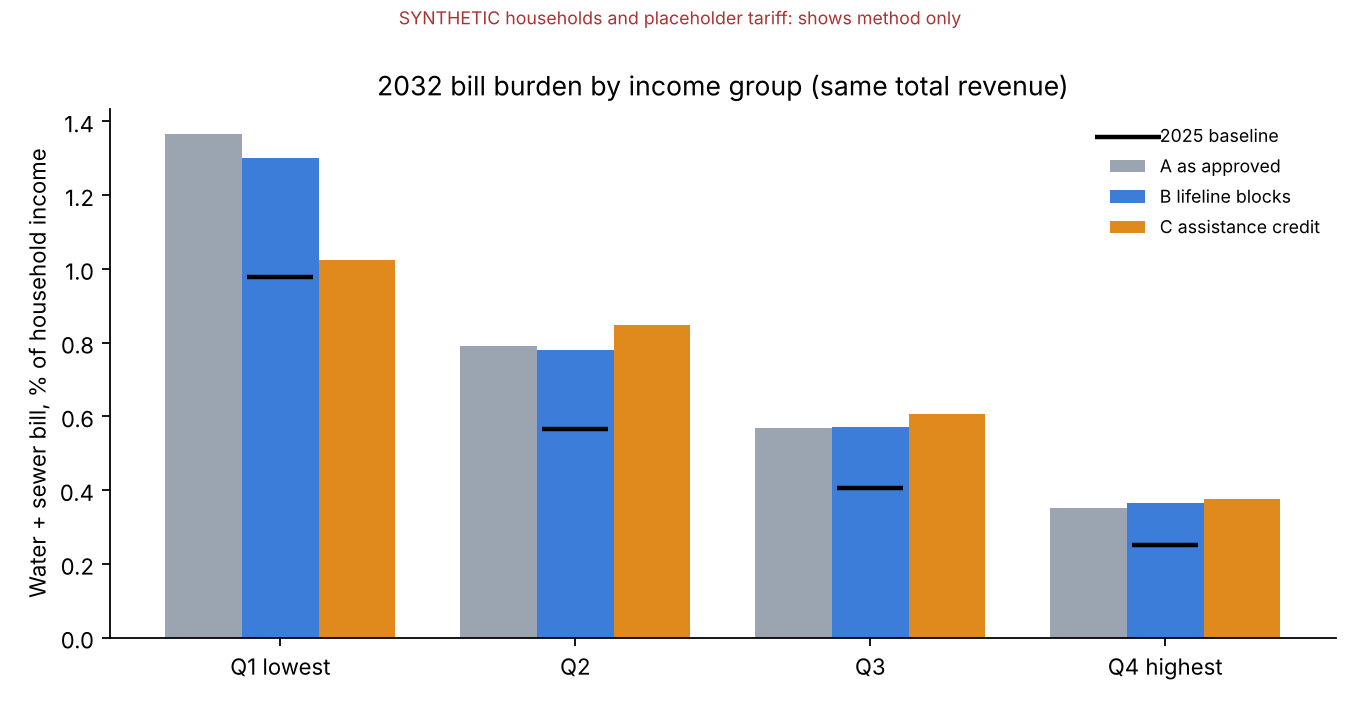 SYNTHETIC households and placeholder tariff: shows method only
2032 bill burden by income group (same total revenue)
Water + sewer bill, % of household income
1.4
1.2
1.0
0.8
0.6
0.4
0.2
0.0
2025 baseline
A as approved
B lifeline blocks
C assistance credit
Q1 lowest
Q2
Q3
Q4 highest